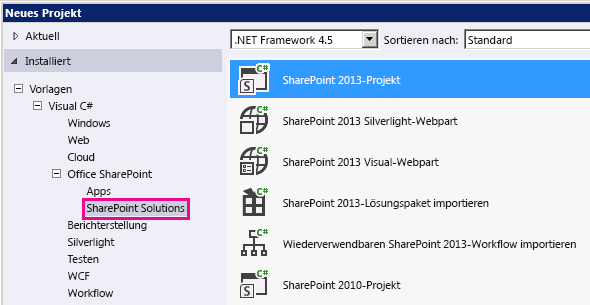 Neues Projekt
Aktuell
Installiert
Vorlagen
Visual C#
Windows
Web
Cloud
Office SharePoint
Apps
SharePoint Solutions
Berichterstellung
Silverlight
Testen
WCF
Workflow
.NET Framework 4.5 Sortieren nach: Standard
C# S SharePoint 2013-Projekt
C# SharePoint 2013 Silverlight-Webpart
C# SharePoint 2013 Visual-Webpart
C# SharePoint 2013-Lösungspaket importieren
C# Wiederverwendbaren SharePoint 2013-Workflow importieren
C# S SharePoint 2010-Projekt